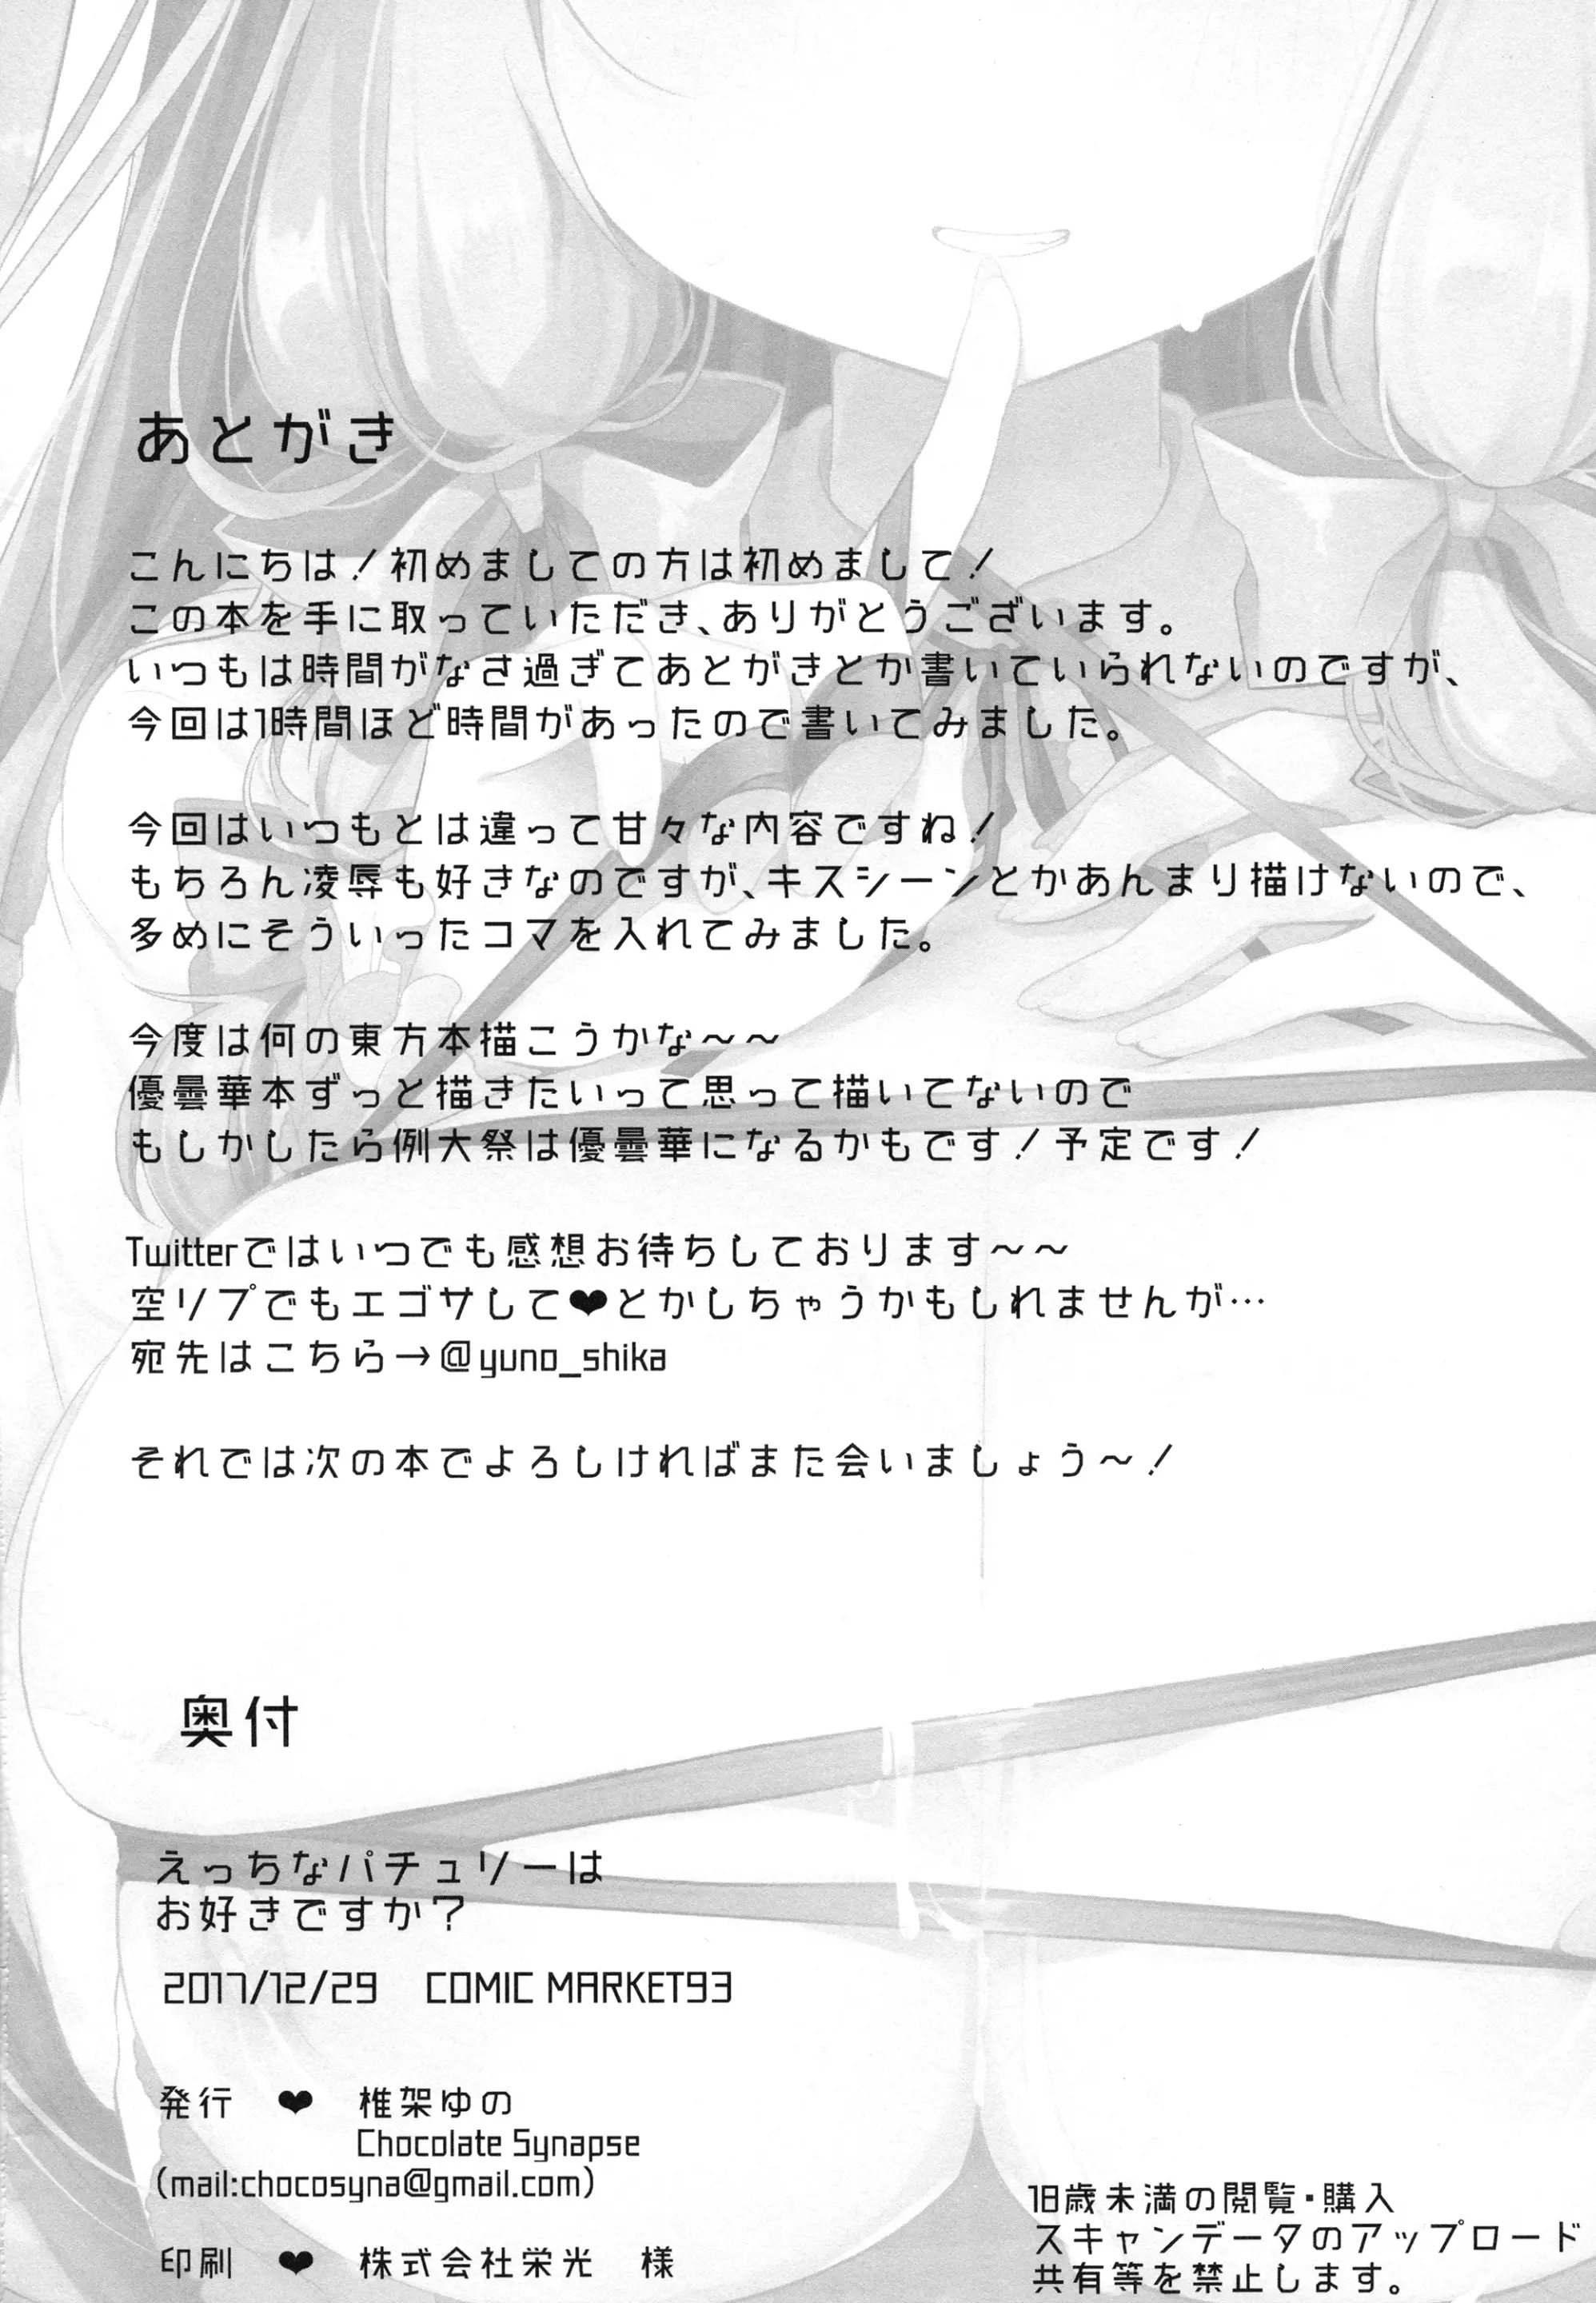 あとがき
こんにちは！初めましての方は初めまして！
この本を手に取っていただき、ありがとうございます。
いつもは時間がなさ過ぎてあとがきとか書いていられないのですが、
今回は1時間ほど時間があったので書いてみました。
今回はいつもとは違って甘々な内容ですね！
もちろん凌辱も好きなのですが、キスシーンとかあんまり描けないので、
多めにそういったコマを入れてみました。
今度は何の東方本描こうかな～～
優曇華本ずっと描きたいって思って描いてないので
もしかしたら例大祭は優曇華になるかもです！予定です！
Twitterではいつでも感想お待ちしております～～
空リプでもエゴサして❤とかしちゃうかもしれませんが…
宛先はこちら→@yuno_shika
それでは次の本でよろしければまた会いましょう～！
奥付
えっちなパチュリーは
お好きですか？
2017/12/29　COMIC MARKET93
発行　❤　椎架ゆの
Chocolate Synapse
(mail:chocosyna@gmail.com)
印刷　❤　株式会社栄光　様
18歳未満の閲覧・購入
スキャンデータのアップロード
共有等を禁止します。